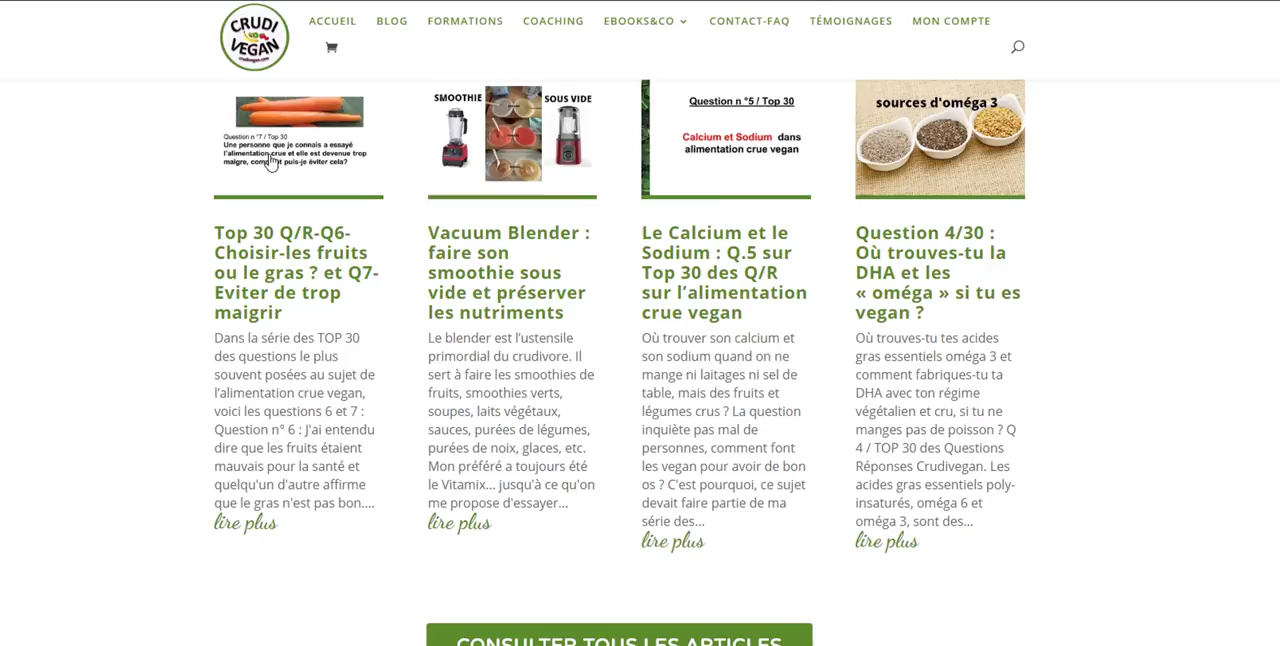 CRUDI
VEGAN
crudivegan.com
ACCUEIL
BLOG
FORMATIONS
COACHING
EBOOKS&CO
CONTACT-FAQ
TÉMOIGNAGES
MON COMPTE
Question n °7 / Top 30
Une personne que je connais a essayé
l'alimentation crue et elle est devenue trop
maigre, puis-je éviter cela?
SMOOTHIE
SOUS VIDE
Question n °5 / Top 30
Calcium et Sodium dans
alimentation crue vegan
sources d'oméga 3
Top 30 Q/R-Q6-
Choisir-les fruits
ou le gras ? et Q7-
Eviter de trop
maigrir
Dans la série des TOP 30
des questions le plus
souvent posées au sujet de
l'alimentation crue vegan,
voici les questions 6 et 7 :
Question n° 6 : J'ai entendu
dire que les fruits étaient
mauvais pour la santé et
quelqu'un d'autre affirme
que le gras n'est pas bon....
lire plus
Vacuum Blender :
faire son
smoothie sous
vide et préserver
les nutriments
Le blender est l'ustensile
primordial du crudivore. Il
sert à faire les smoothies de
fruits, smoothies verts,
soupes, laits végétaux,
sauces, purées de légumes,
purées de noix, glaces, etc.
Mon préféré a toujours été
le Vitamix... jusqu'à ce qu'on
me propose d'essayer...
lire plus
Le Calcium et le
Sodium : Q.5 sur
Top 30 des Q/R
sur l'alimentation
crue vegan
Où trouver son calcium et
son sodium quand on ne
mange ni laitages ni sel de
table, mais des fruits et
légumes crus ? La question
inquiète pas mal de
personnes, comment font
les vegan pour avoir de bon
os ? C'est pourquoi, ce sujet
devait faire partie de ma
série des...
lire plus
Question 4/30 :
Où trouves-tu la
DHA et les
« oméga » si tu es
vegan ?
Où trouves-tu tes acides
gras essentiels oméga 3 et
comment fabriques-tu ta
DHA avec ton régime
végétalien et cru, si tu ne
manges pas de poisson ? Q
4 / TOP 30 des Questions
Réponses Crudivegan. Les
acides gras essentiels poly-
insaturés, oméga 6 et
oméga 3, sont des...
lire plus
CONSULTER TOUS LES ARTICLES